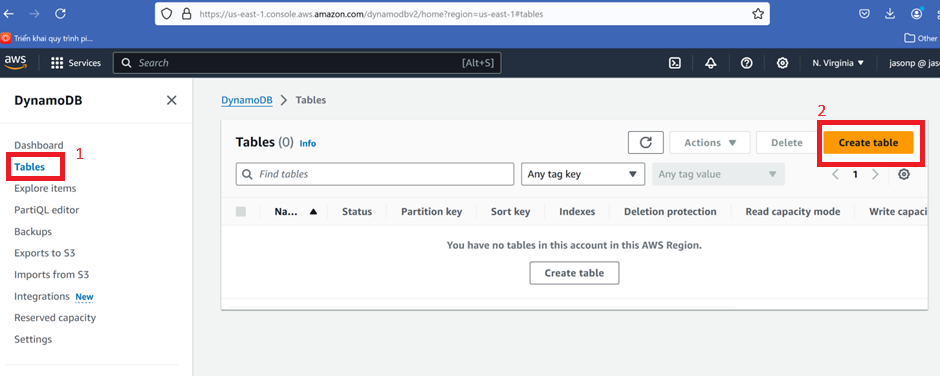 https://us-east-1.console.aws.amazon.com/dynamodbv2/home?region=us-east-1#tables
Triển khai quy trình pi...
Other
aws
Services
Search
[Alt+S]
N. Virginia
jasonp @ jas
DynamoDB
DynamoDB > Tables
Dashboard
1
Tables
Explore items
PartiQL editor
Backups
Exports to S3
Imports from S3
Integrations New
Reserved capacity
Settings
2
Tables (0) Info
Actions
Delete
Create table
Find tables
Any tag key
Any tag value
1
Na... Status Partition key Sort key Indexes Deletion protection Read capacity mode Write capaci
You have no tables in this account in this AWS Region.
Create table